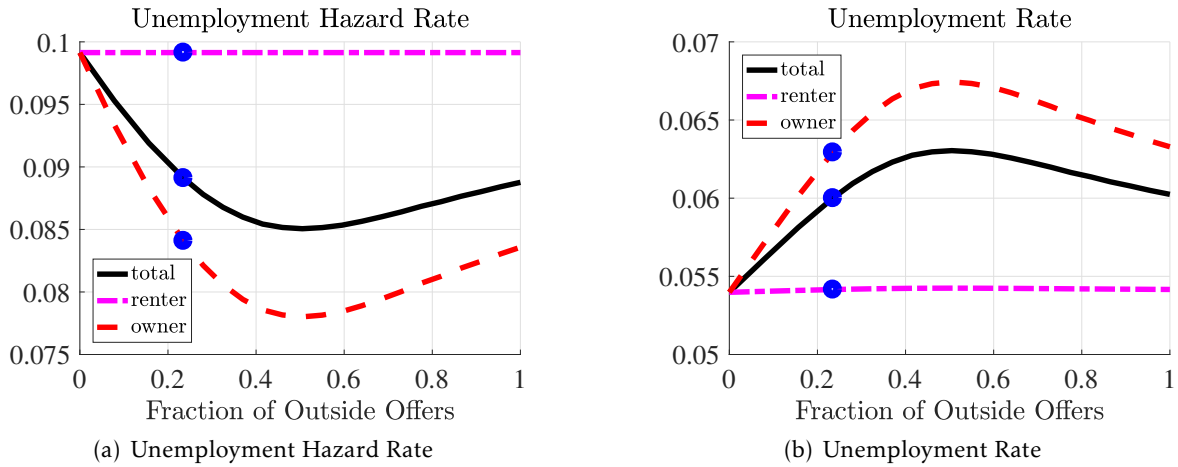 Unemployment Hazard Rate
0.1
0.095
0.09
0.085
0.08
0.075
total
renter
owner
0 0.2 0.4 0.6 0.8 1
Fraction of Outside Offers
(a) Unemployment Hazard Rate
Unemployment Rate
0.07
0.065
0.06
0.055
0.05
total
renter
owner
0 0.2 0.4 0.6 0.8 1
Fraction of Outside Offers
(b) Unemployment Rate